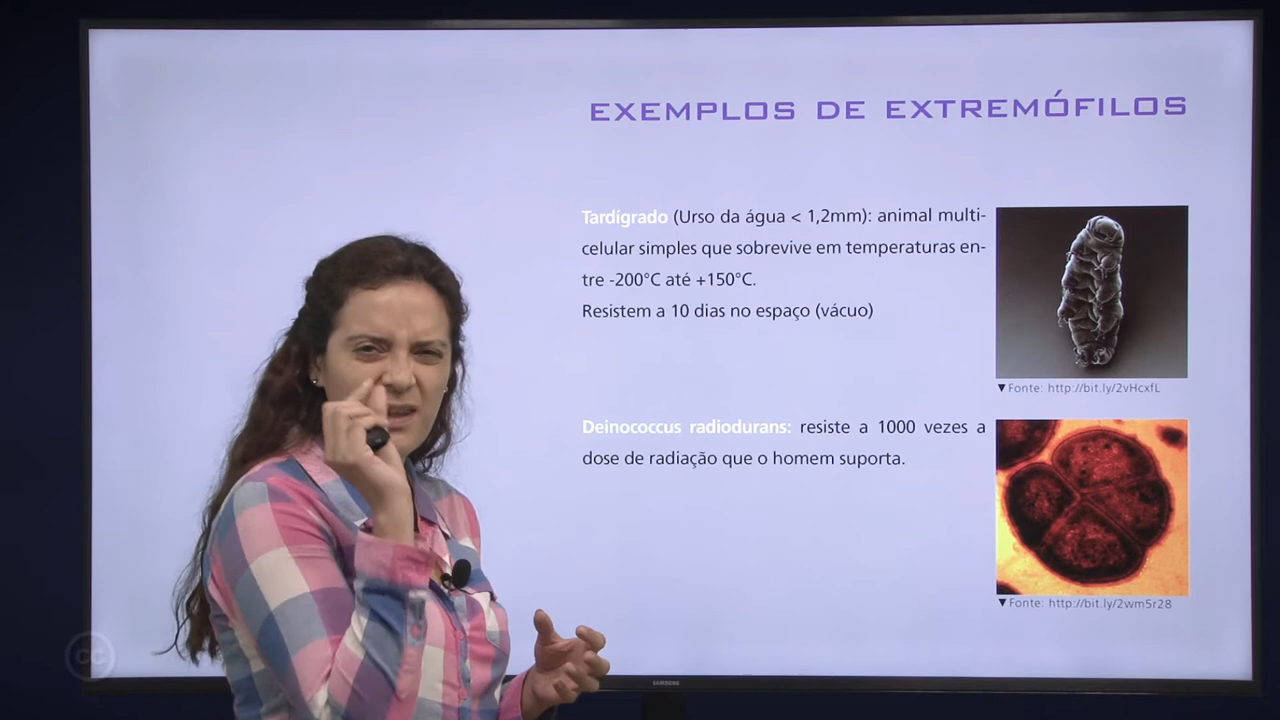 EXEMPLOS DE EXTREMÓFILOS
Tardigrado (Urso da água < 1,2mm): animal multi-
celular simples que sobrevive em temperaturas en-
tre -200°C até +150°C.
Resistem a 10 dias no espaço (vácuo)
▼Fonte: http://bit.ly/2vHcxfL
Deinococcus radiodurans: resiste a 1000 vezes a
dose de radiação que o homem suporta.
▼Fonte: http://bit.ly/2wm5r28
cc
SAMSUNG